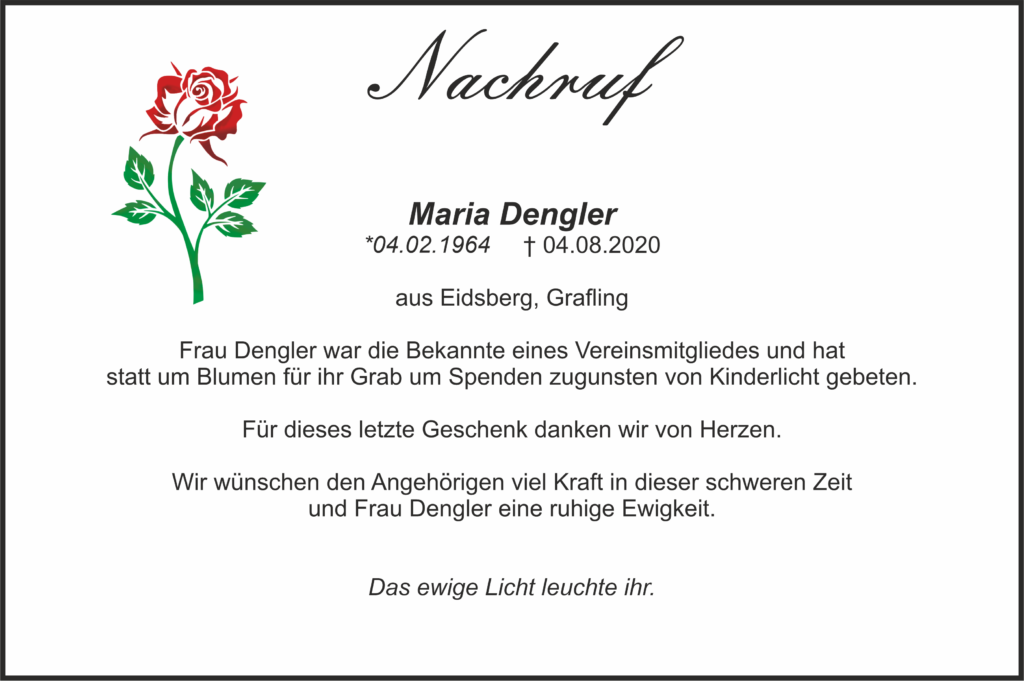 Nachruf
Maria Dengler
*04.02.1964 † 04.08.2020
aus Eidsberg, Grafling
Frau Dengler war die Bekannte eines Vereinsmitgliedes und hat
statt um Blumen für ihr Grab um Spenden zugunsten von Kinderlicht gebeten.
Für dieses letzte Geschenk danken wir von Herzen.
Wir wünschen den Angehörigen viel Kraft in dieser schweren Zeit
und Frau Dengler eine ruhige Ewigkeit.
Das ewige Licht leuchte ihr.